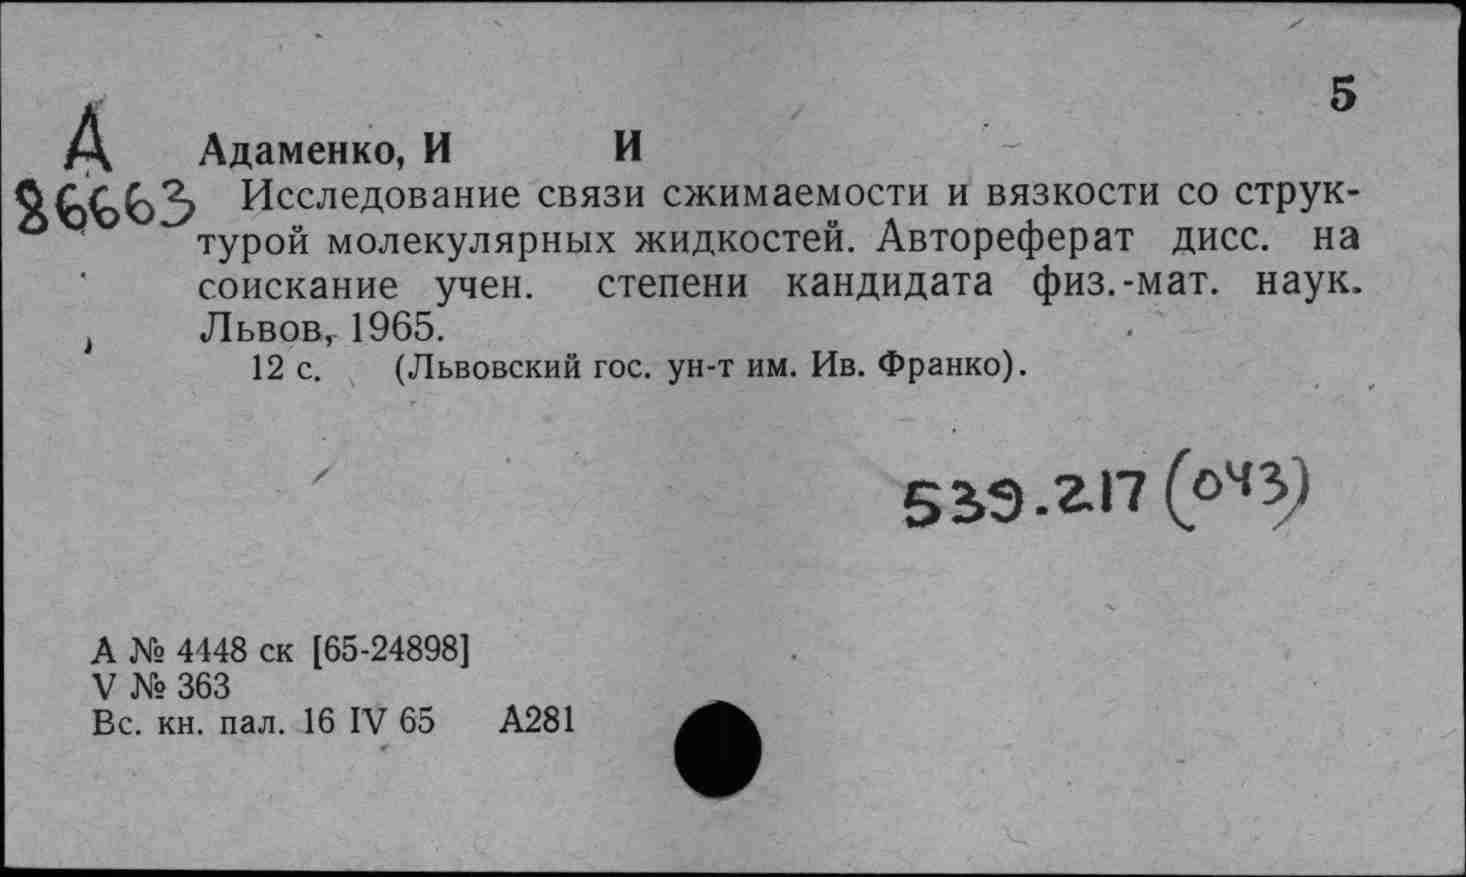 5
Д
Адаменко, И И
86663
Исследование связи сжимаемости и вязкости со струк-
турой молекулярных жидкостей. Автореферат дисс. на
соискание учен. степени кандидата физ.-мат. наук.
Львов, 1965.
12 с. (Львовский гос. ун-т им. Ив. Франко).
539.217 (043)
А № 4448 ск [65-24898]
V № 363
Вс. кн. пал. 16 IV 65 А281